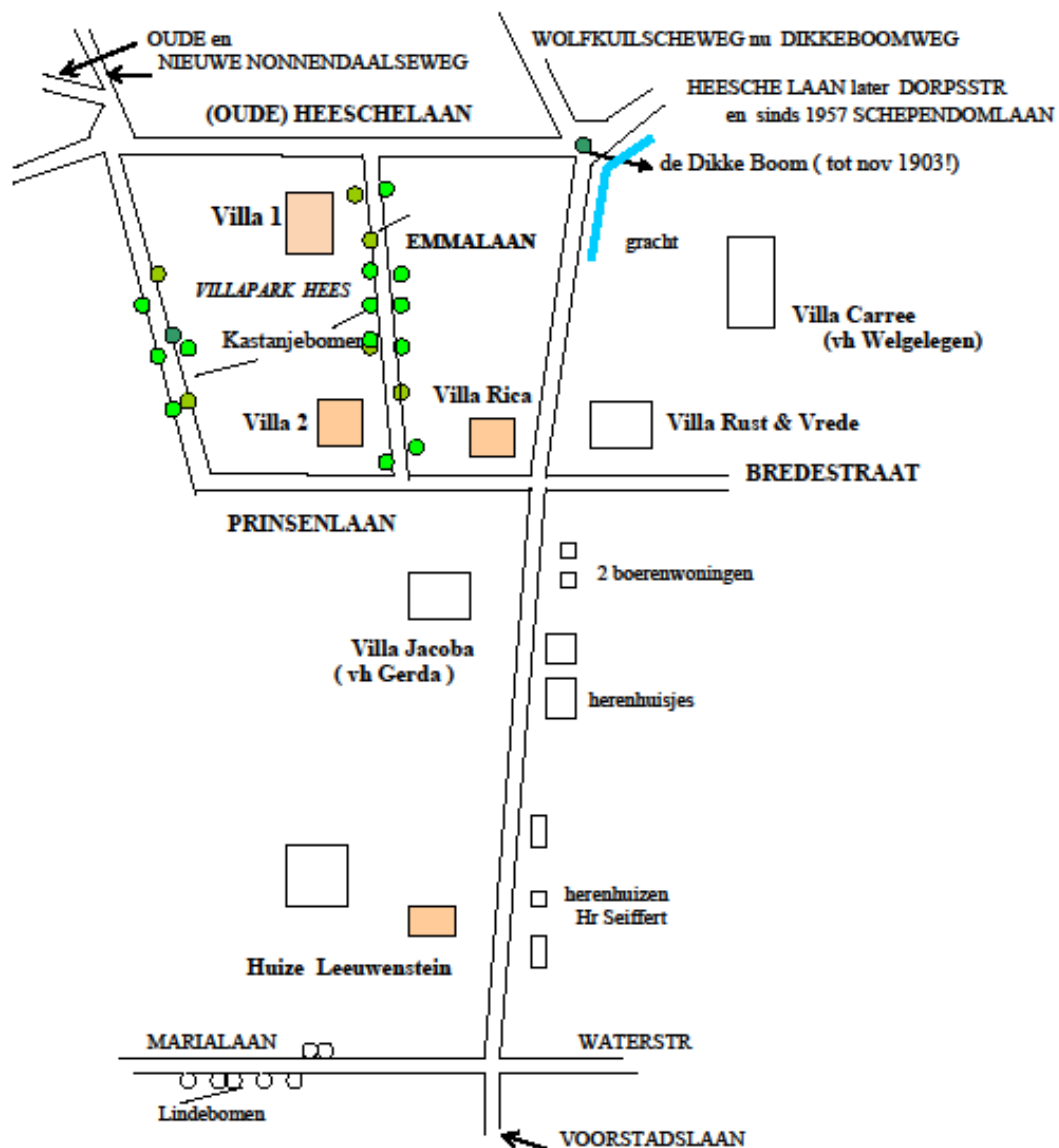 OUDE en
NIEUWE NONNENDAALSEWEG
WOLFKUILSCHEWEG nu DIKKEBOOMWEG
(OUDE) HEESCHELAAN
HEESCHE LAAN later DORPSSTR
en sinds 1957 SCHEPENDOMLAAN
de Dikke Boom ( tot nov 1903!)
Villa 1
EMMALAAN
gracht
VILLAPARK HEES
Villa Carree
(vh Welgelegen)
Kastanjebomen
Villa Rica
Villa 2
Villa Rust & Vrede
BREDESTRAAT
PRINSENLAAN
2 boerenwoningen
Villa Jacoba
( vh Gerda )
herenhuisjes
herenhuizen
Hr Seiffert
Huize Leeuwenstein
MARIALAAN
WATERSTR
Lindebomen
VOORSTADSLAAN